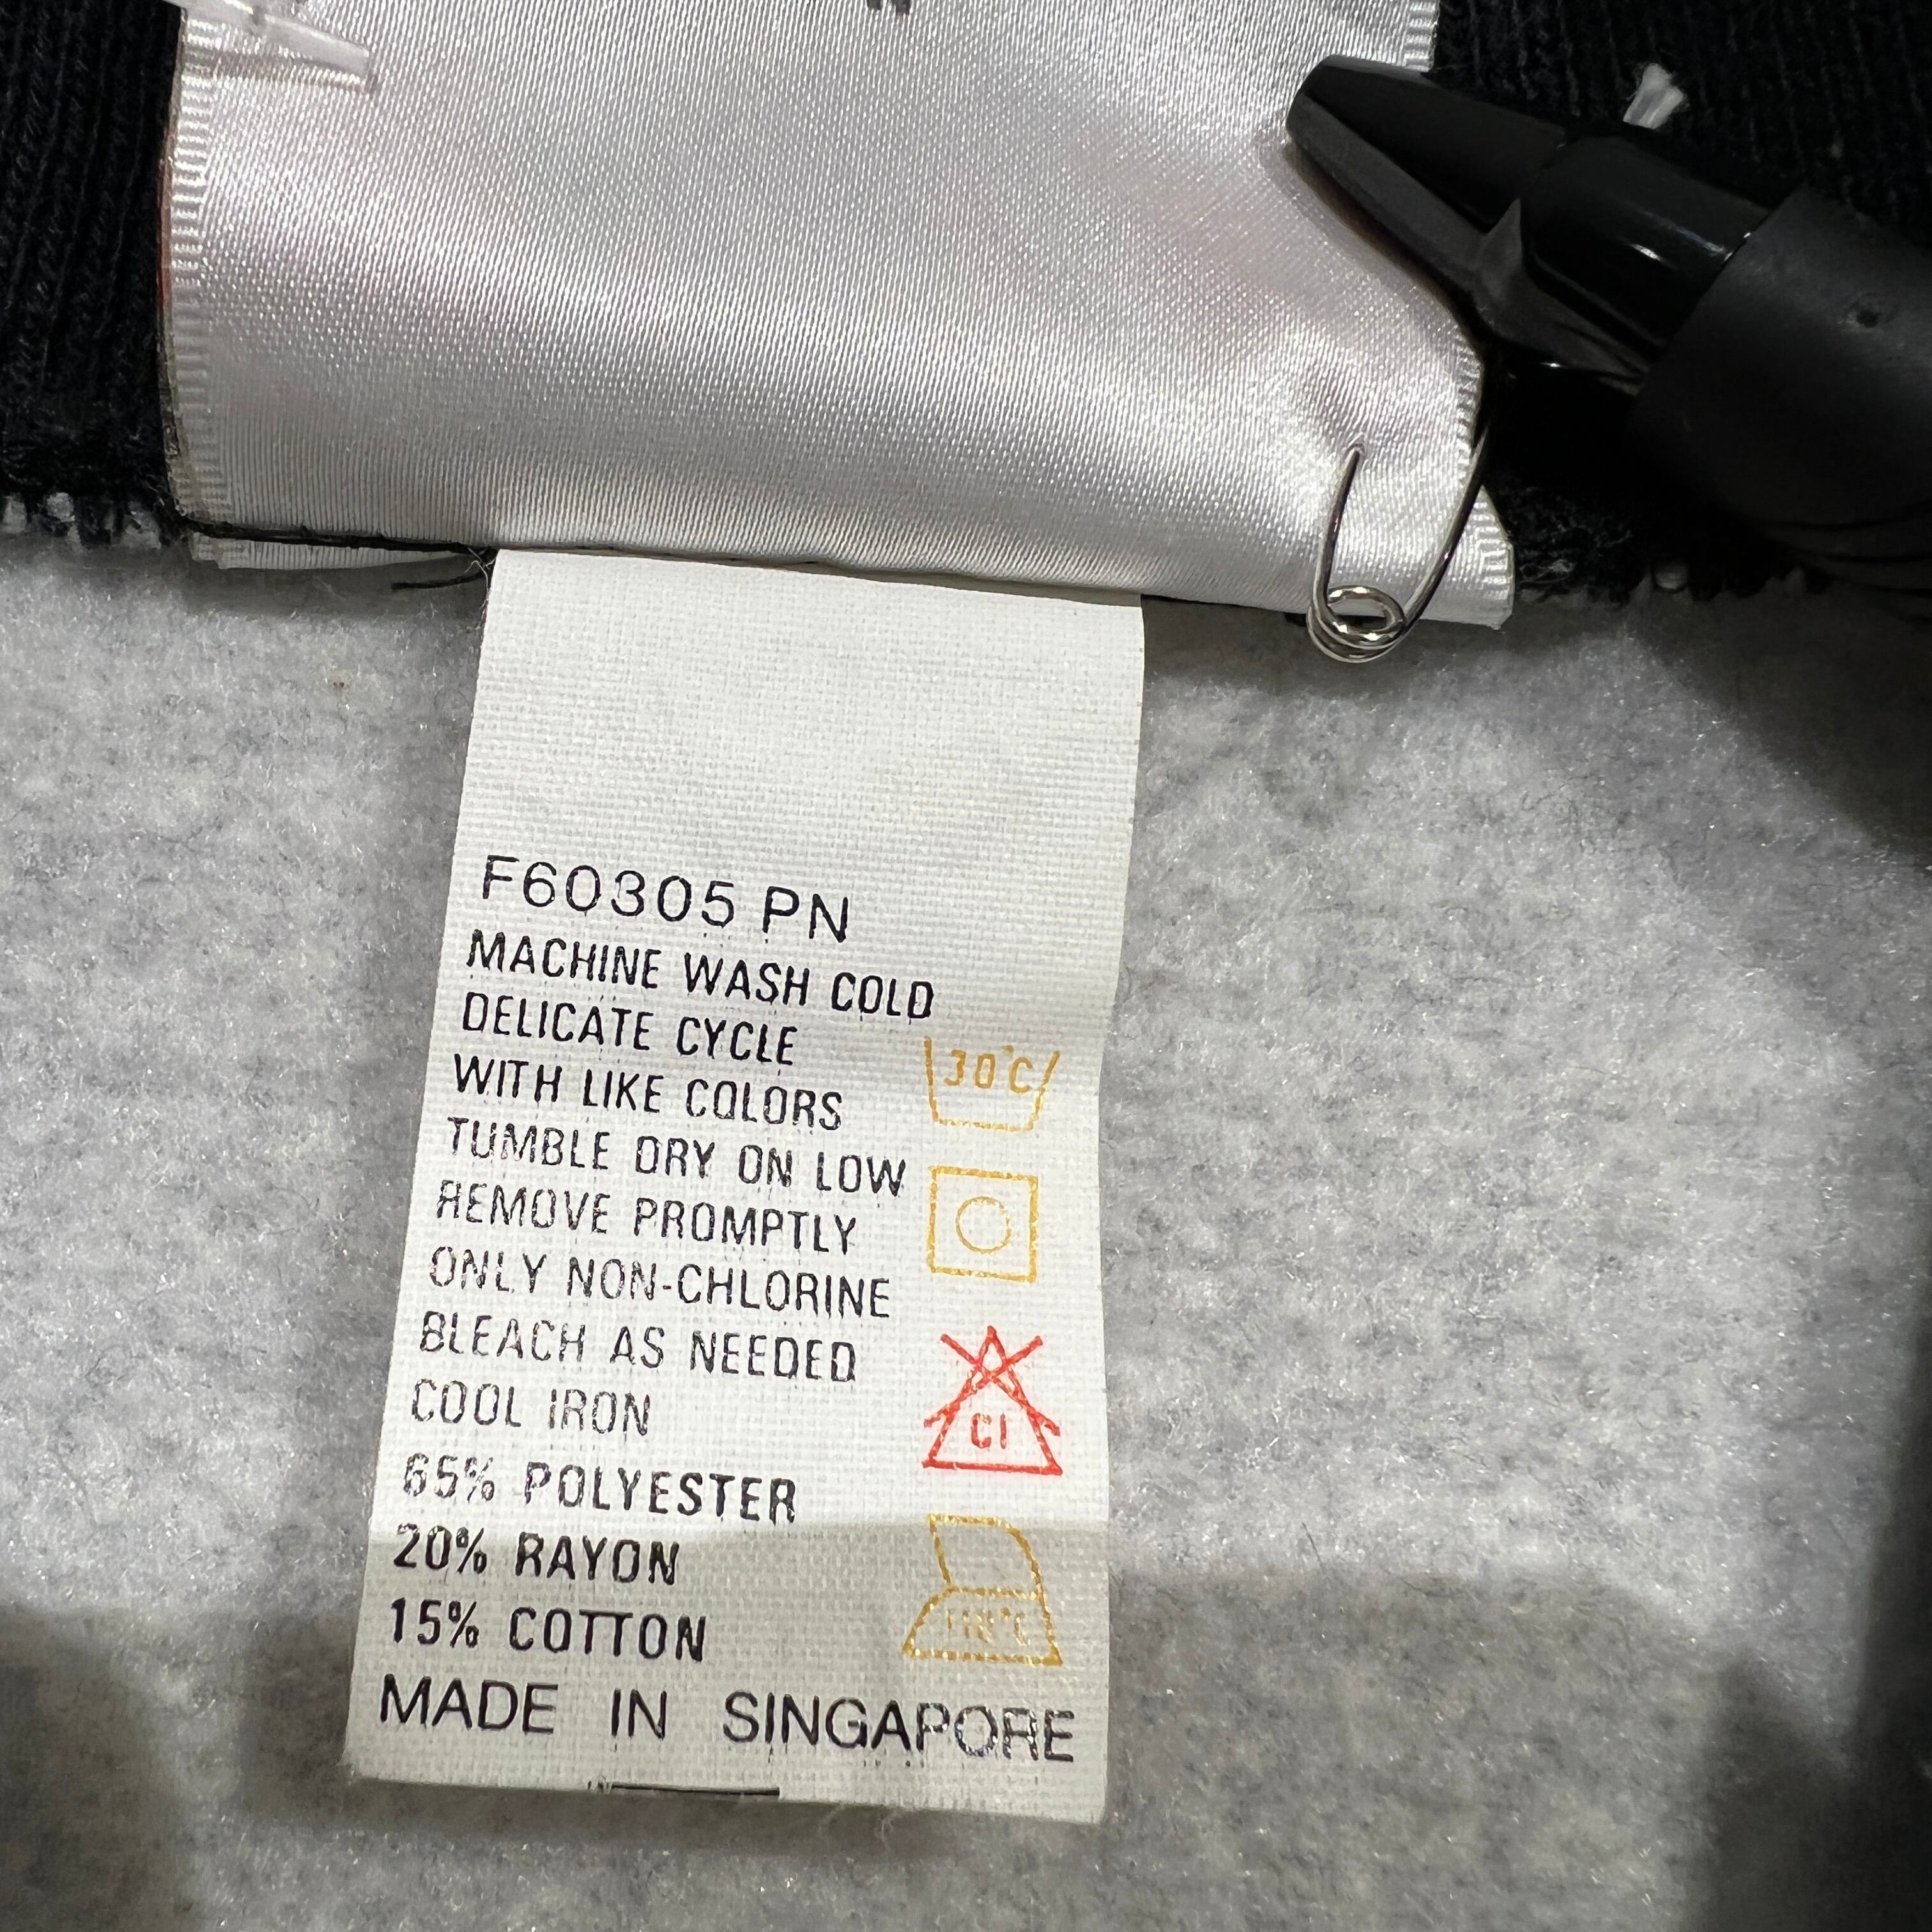 F60305 PN
MACHINE WASH COLD
DELICATE CYCLE
WITH LIKE COLORS
30°C
TUMBLE DRY ON LOW
REMOVE PROMPTLY
ONLY NON-CHLORINE
BLEACH AS NEEDED
COOL IRON
Cl
65% POLYESTER
20% RAYON
15% COTTON
MADE IN SINGAPORE